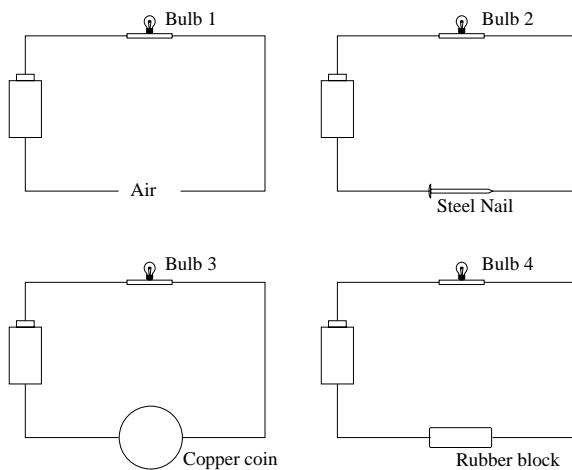 Bulb 1
Bulb 2
Air
Steel Nail
Bulb 3
Bulb 4
Copper coin
Rubber block